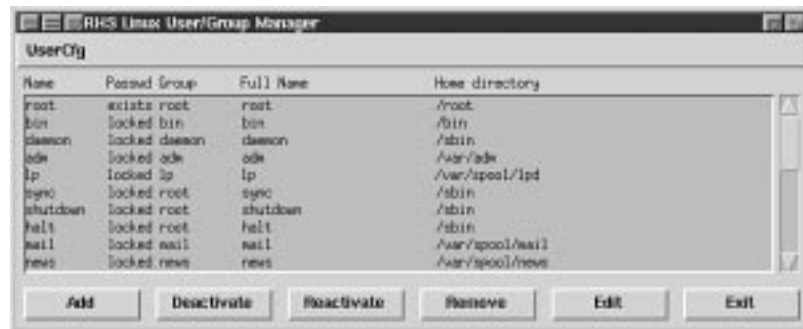 RHS Linux User/Group Manager
UserCfg
Name Passwd Group Full Name Home directory
root exists root root /root
bin locked bin bin /bin
daemon locked daemon daemon /sbin
adm locked adm adm /var/adm
lp locked lp lp /var/spool/lpd
sync locked root sync /sbin
shutdown locked root shutdown /sbin
halt locked root halt /sbin
mail locked mail mail /var/spool/mail
news locked news news /var/spool/news
Add Deactivate Reactivate Remove Edit Exit